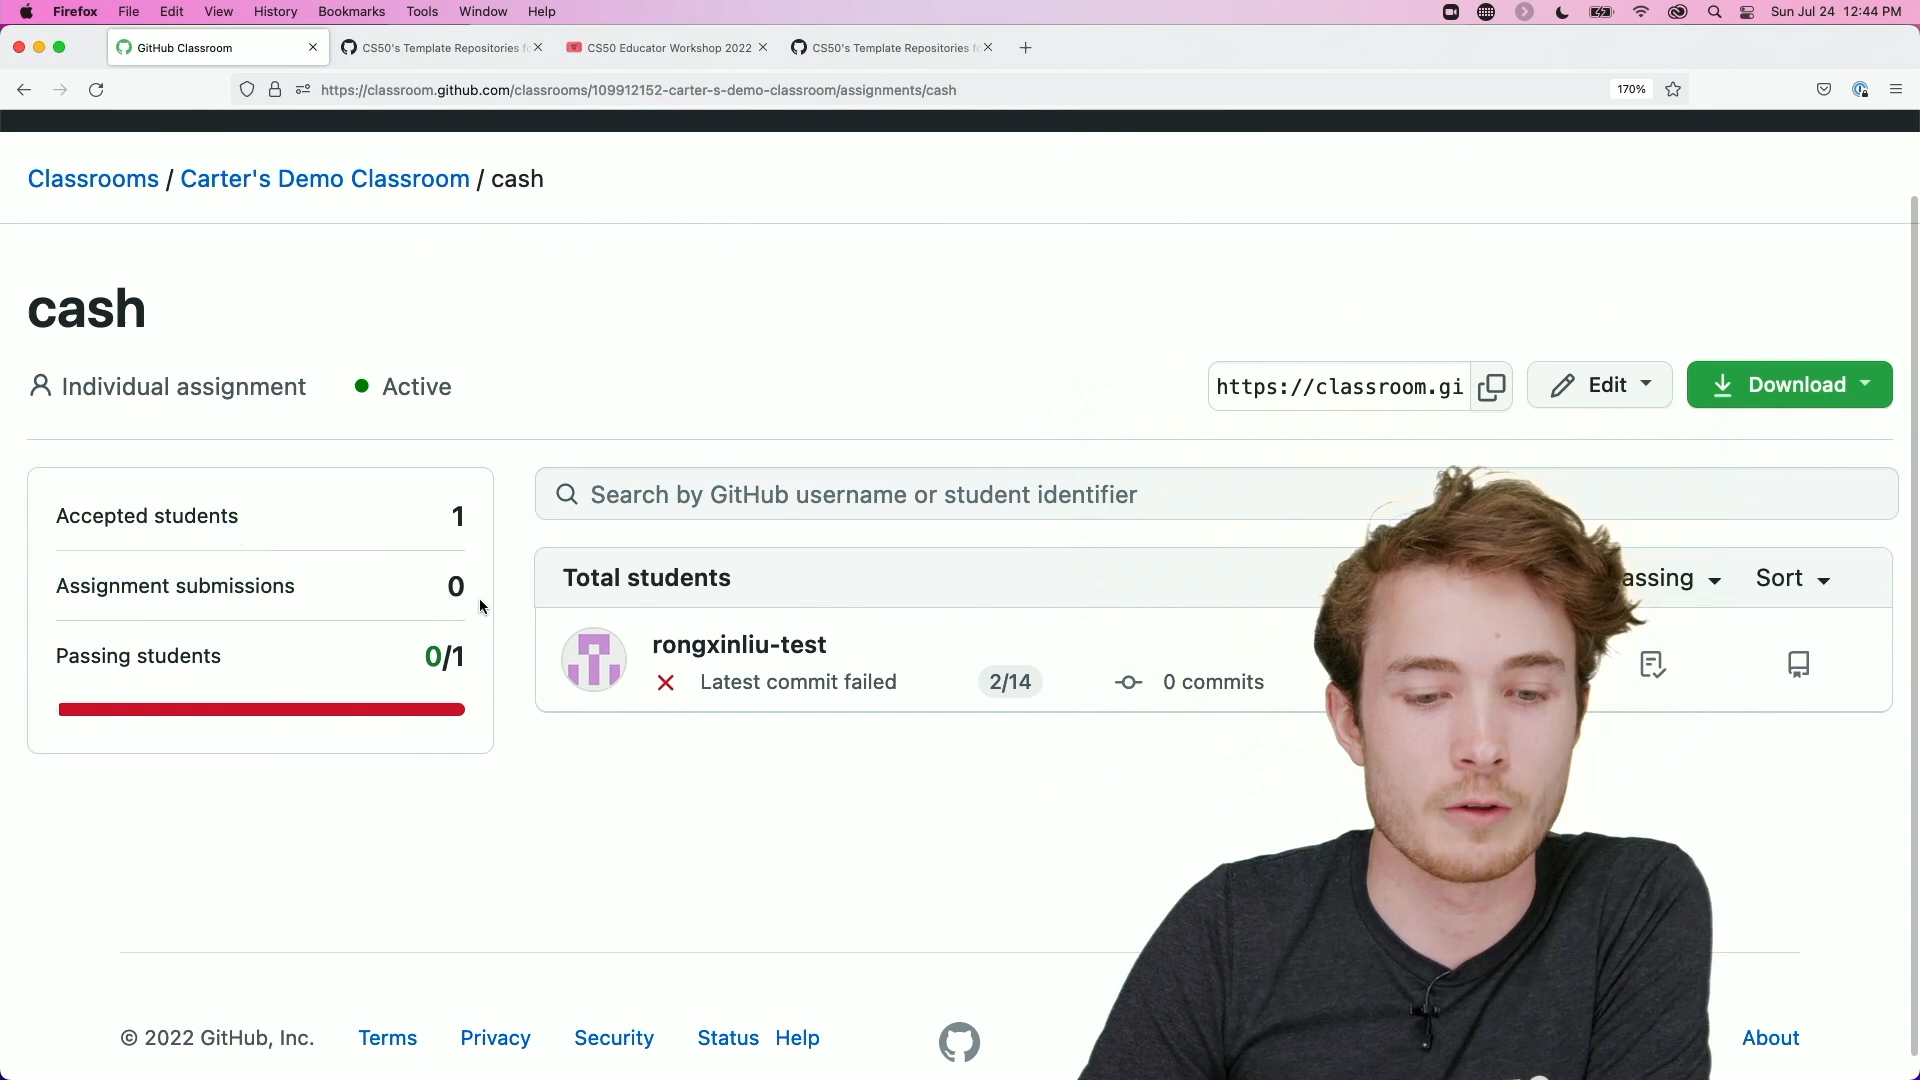 Firefox File Edit View History Bookmarks Tools Window Help Sun Jul 24 12:44 PM
GitHub Classroom CS50's Template Repositories f CS50 Educator Workshop 2022 CS50's Template Repositories f
https://classroom.github.com/classrooms/109912152-carter-s-demo-classroom/assignments/cash 170%
Classrooms / Carter's Demo Classroom / cash
cash
Individual assignment Active https://classroom.gi Edit Download
Accepted students 1
Assignment submissions 0
Passing students 0/1
Search by GitHub username or student identifier
Total students assing Sort
rongxinliu-test
Latest commit failed 2/14 0 commits
© 2022 GitHub, Inc. Terms Privacy Security Status Help About